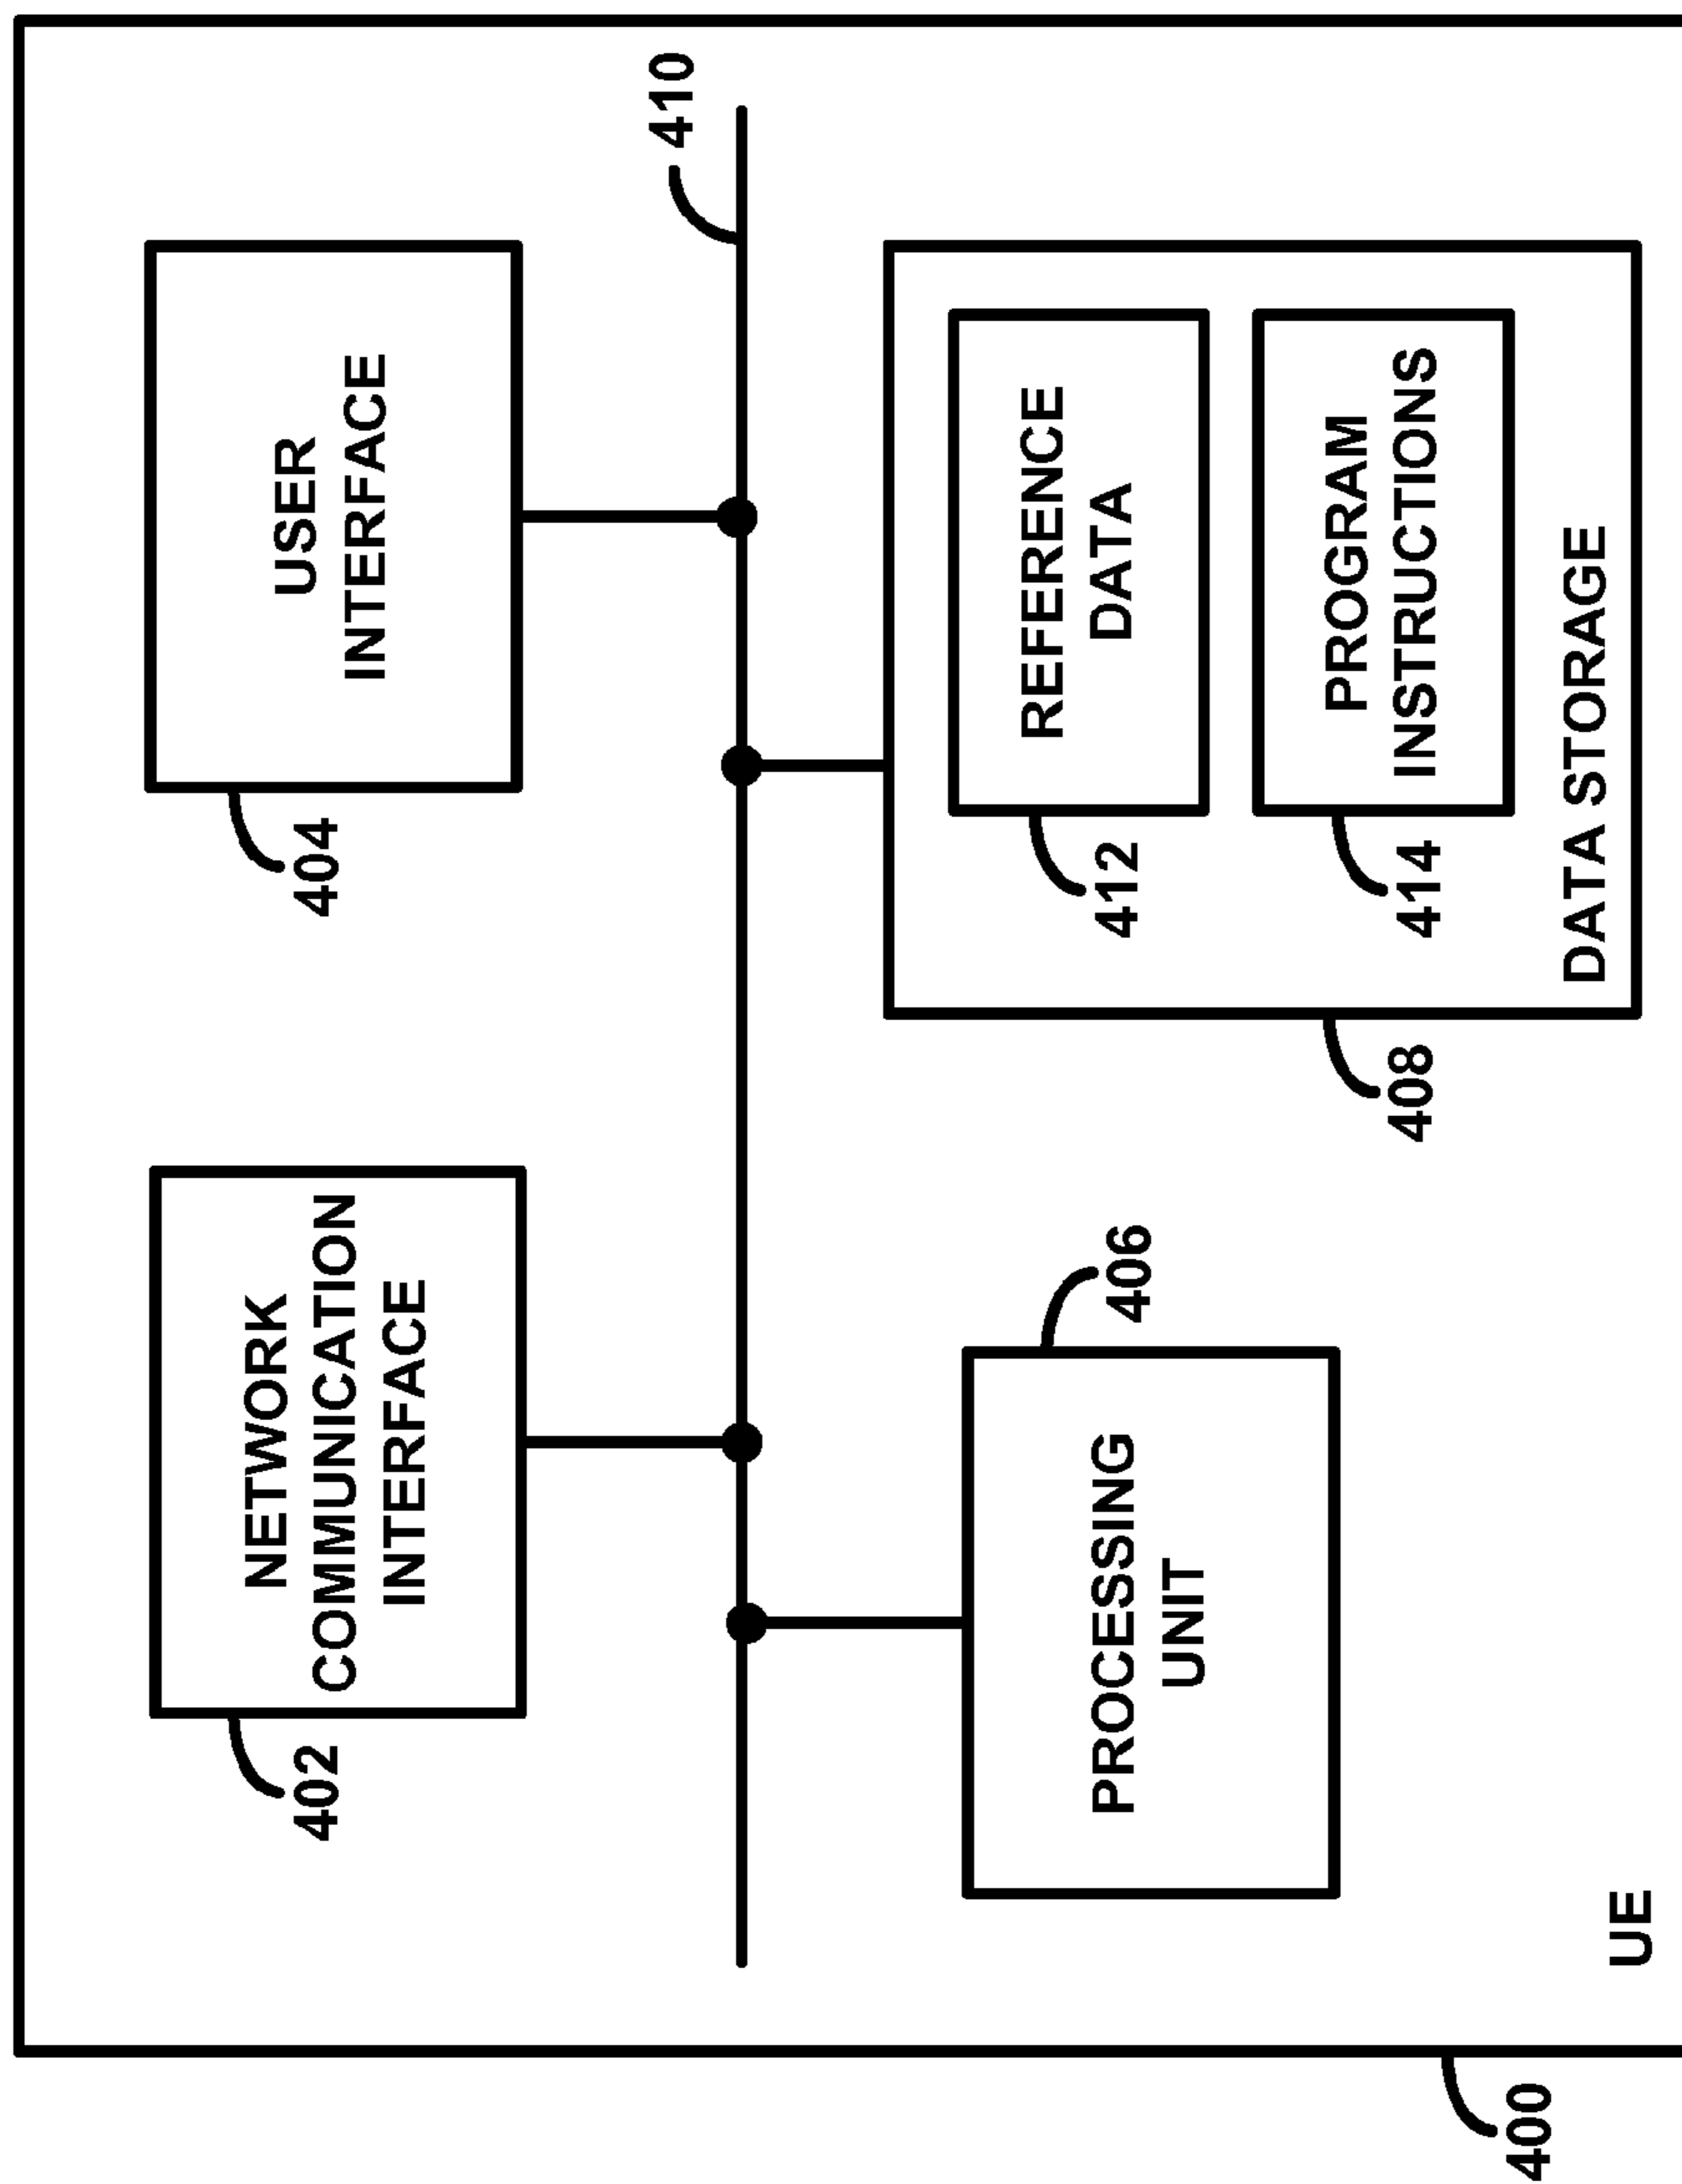 400
402
NETWORK
COMMUNICATION
INTERFACE
404
USER
INTERFACE
410
406
PROCESSING
UNIT
408
412
REFERENCE
DATA
414
PROGRAM
INSTRUCTIONS
DATA STORAGE
UE